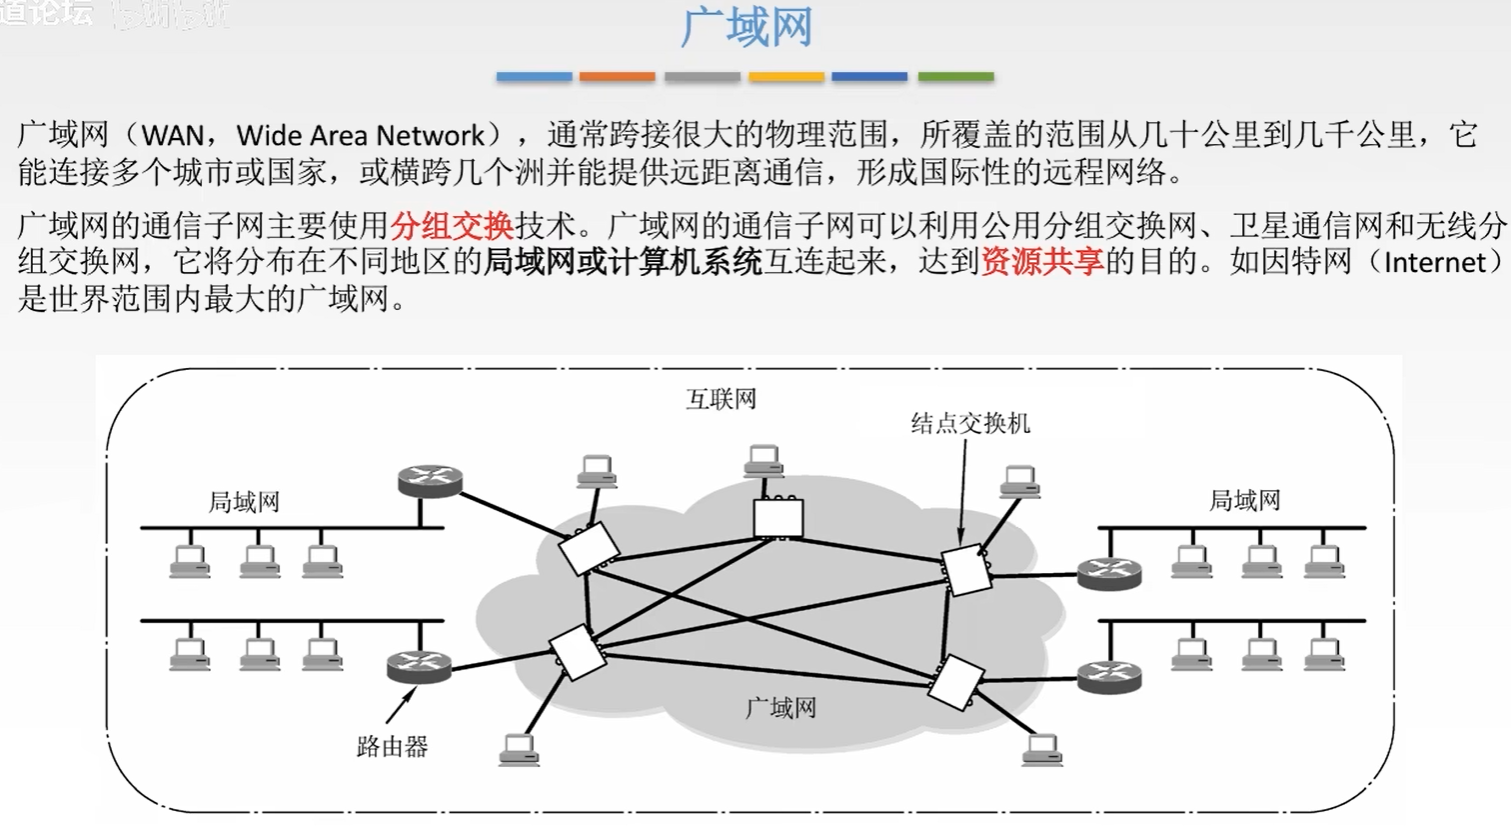 道论坛 bilibili
广域网
广域网（WAN，Wide Area Network），通常跨接很大的物理范围，所覆盖的范围从几十公里到几千公里，它
能连接多个城市或国家，或横跨几个洲并能提供远距离通信，形成国际性的远程网络。
广域网的通信子网主要使用分组交换技术。广域网的通信子网可以利用公用分组交换网、卫星通信网和无线分
组交换网，它将分布在不同地区的局域网或计算机系统互连起来，达到资源共享的目的。如因特网（Internet）
是世界范围内最大的广域网。
互联网
结点交换机
局域网
局域网
广域网
路由器